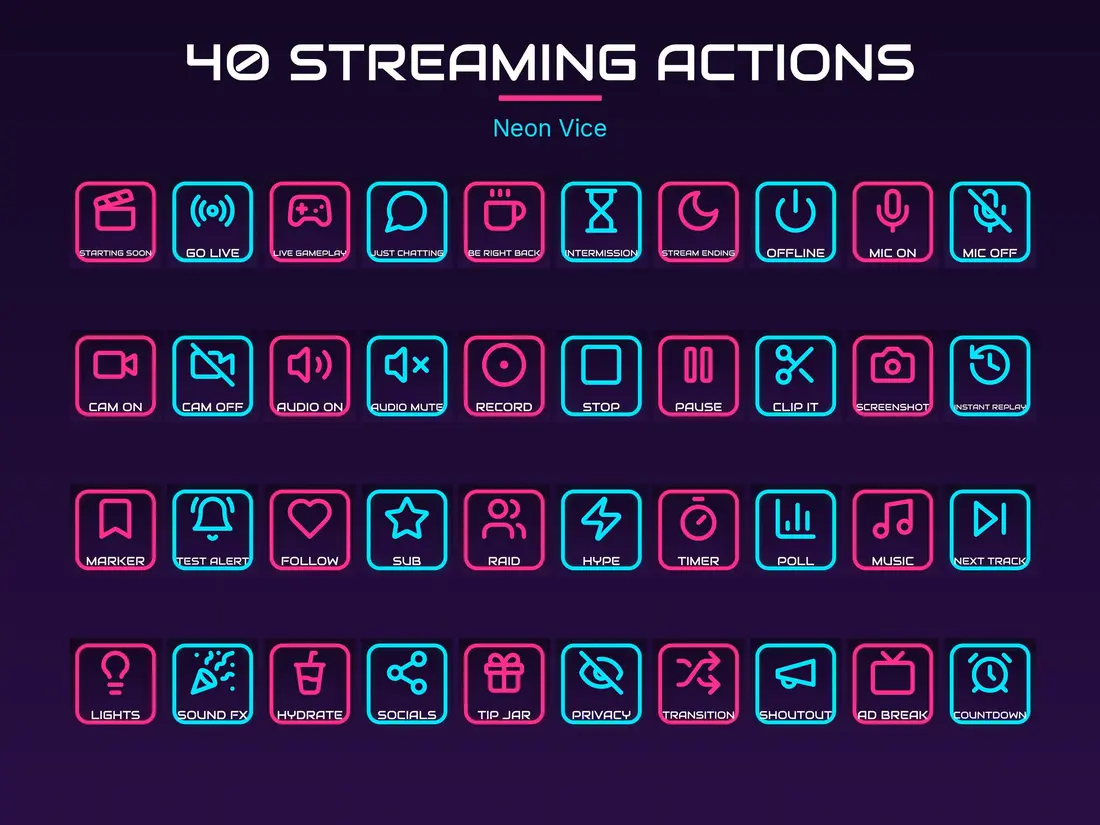 40 STREAMING ACTIONS
Neon Vice
STARTING SOON
GO LIVE
LIVE GAMEPLAY
JUST CHATTING
BE RIGHT BACK
INTERMISSION
STREAM ENDING
OFFLINE
MIC ON
MIC OFF
CAM ON
CAM OFF
AUDIO ON
AUDIO MUTE
RECORD
STOP
PAUSE
CLIP IT
SCREENSHOT
INSTANT REPLAY
MARKER
TEST ALERT
FOLLOW
SUB
RAID
HYPE
TIMER
POLL
MUSIC
NEXT TRACK
LIGHTS
SOUND FX
HYDRATE
SOCIALS
TIP JAR
PRIVACY
TRANSITION
SHOUTOUT
AD BREAK
COUNTDOWN